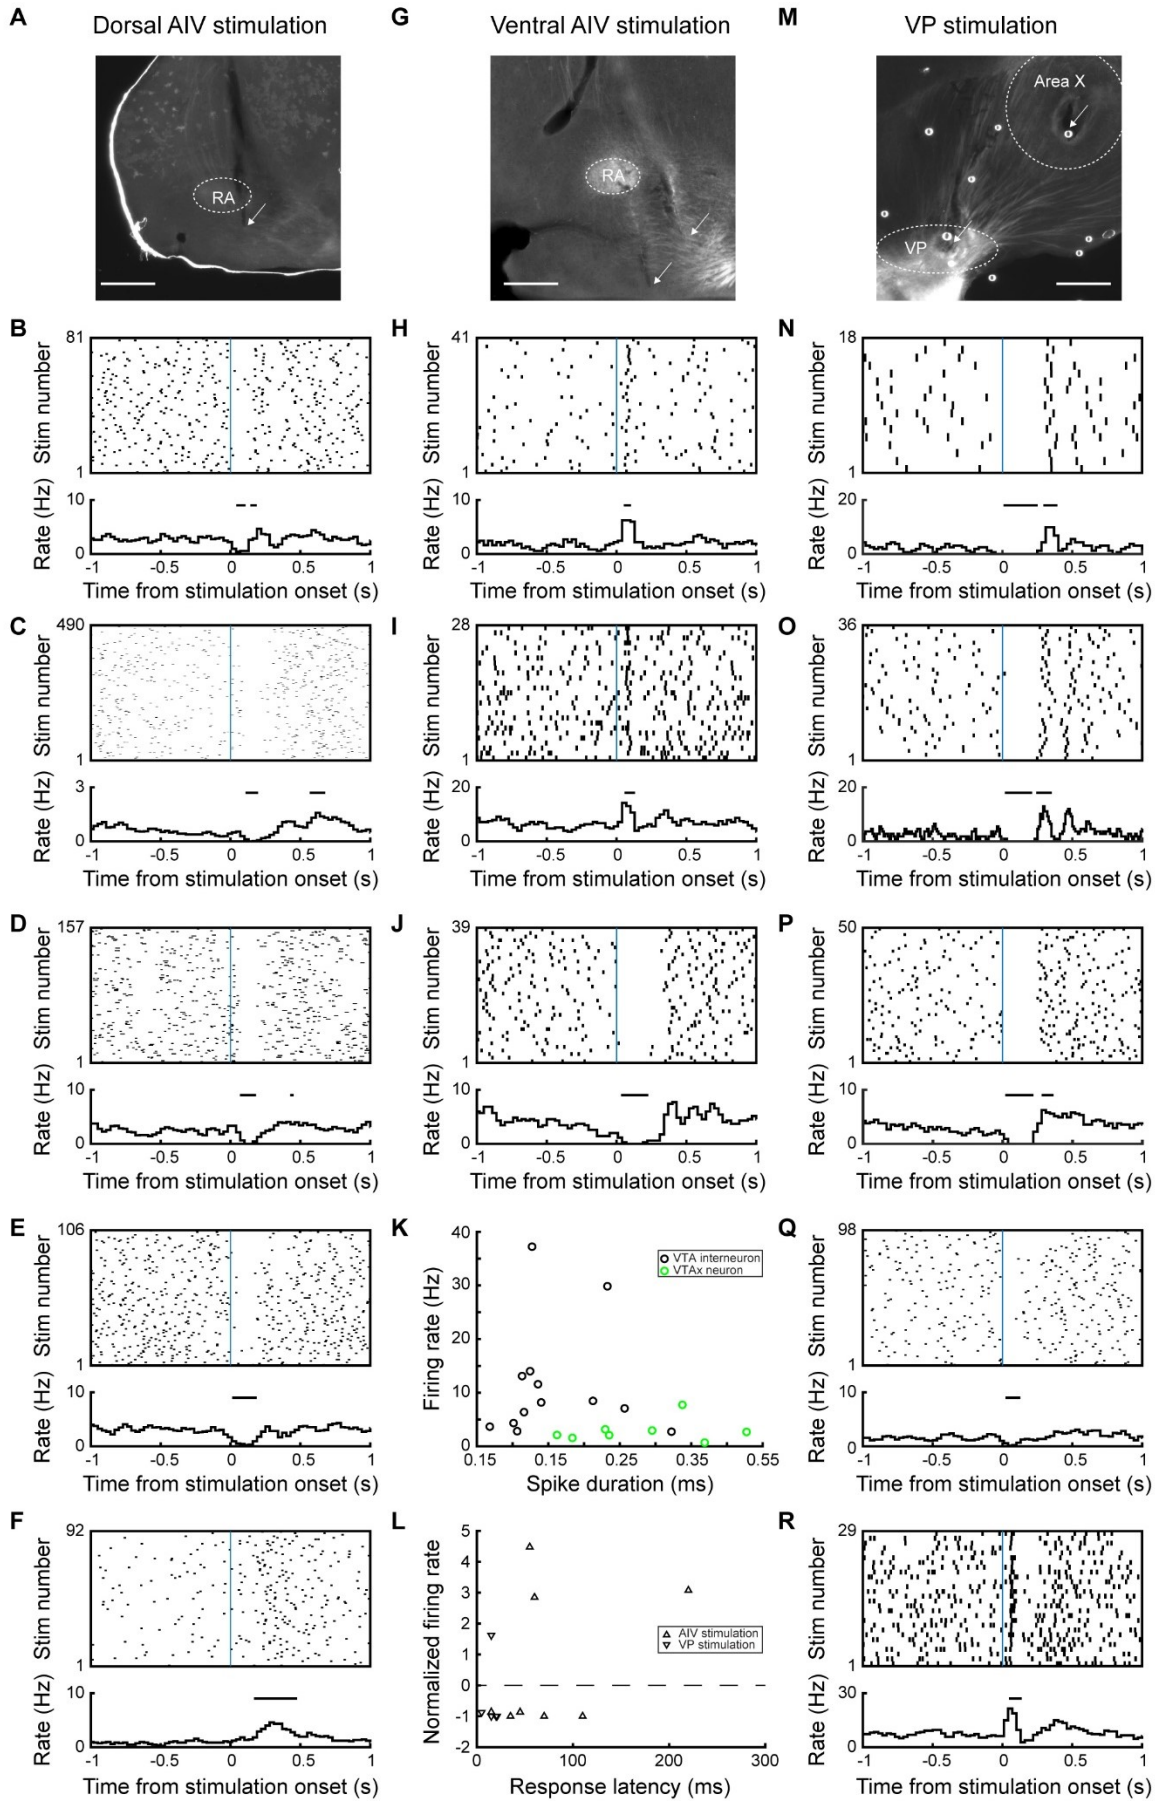 A Dorsal AIV stimulation
RA
B
81
Stim number
1
10
Rate (Hz)
0
-1 -0.5 0 0.5 1
Time from stimulation onset (s)
C
490
Stim number
1
3
Rate (Hz)
0
-1 -0.5 0 0.5 1
Time from stimulation onset (s)
D
157
Stim number
1
10
Rate (Hz)
0
-1 -0.5 0 0.5 1
Time from stimulation onset (s)
E
106
Stim number
1
10
Rate (Hz)
0
-1 -0.5 0 0.5 1
Time from stimulation onset (s)
F
92
Stim number
1
10
Rate (Hz)
0
-1 -0.5 0 0.5 1
Time from stimulation onset (s)
G Ventral AIV stimulation
RA
H
41
Stim number
1
10
Rate (Hz)
0
-1 -0.5 0 0.5 1
Time from stimulation onset (s)
I
28
Stim number
1
20
Rate (Hz)
0
-1 -0.5 0 0.5 1
Time from stimulation onset (s)
J
39
Stim number
1
10
Rate (Hz)
0
-1 -0.5 0 0.5 1
Time from stimulation onset (s)
K
40
30
20
10
0
Firing rate (Hz)
VTA interneuron
VTAx neuron
0.15 0.15 0.25 0.35 0.55
Spike duration (ms)
L
5
4
3
2
1
0
-1
-2
Normalized firing rate
AIV stimulation
VP stimulation
0 100 200 300
Response latency (ms)
M VP stimulation
Area X
VP
N
18
Stim number
1
20
Rate (Hz)
0
-1 -0.5 0 0.5 1
Time from stimulation onset (s)
O
36
Stim number
1
20
Rate (Hz)
0
-1 -0.5 0 0.5 1
Time from stimulation onset (s)
P
50
Stim number
1
10
Rate (Hz)
0
-1 -0.5 0 0.5 1
Time from stimulation onset (s)
Q
98
Stim number
1
10
Rate (Hz)
0
-1 -0.5 0 0.5 1
Time from stimulation onset (s)
R
29
Stim number
1
30
Rate (Hz)
0
-1 -0.5 0 0.5 1
Time from stimulation onset (s)